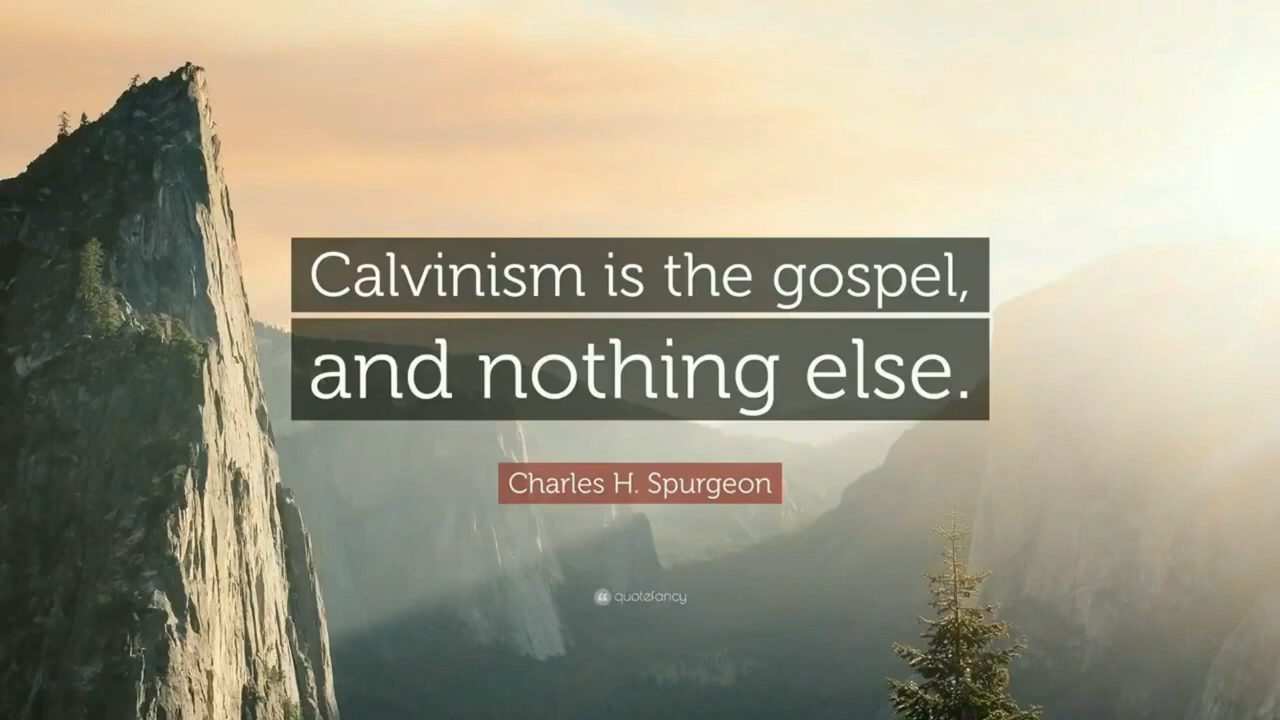 Calvinism is the gospel,
and nothing else.
Charles H. Spurgeon
quotefancy